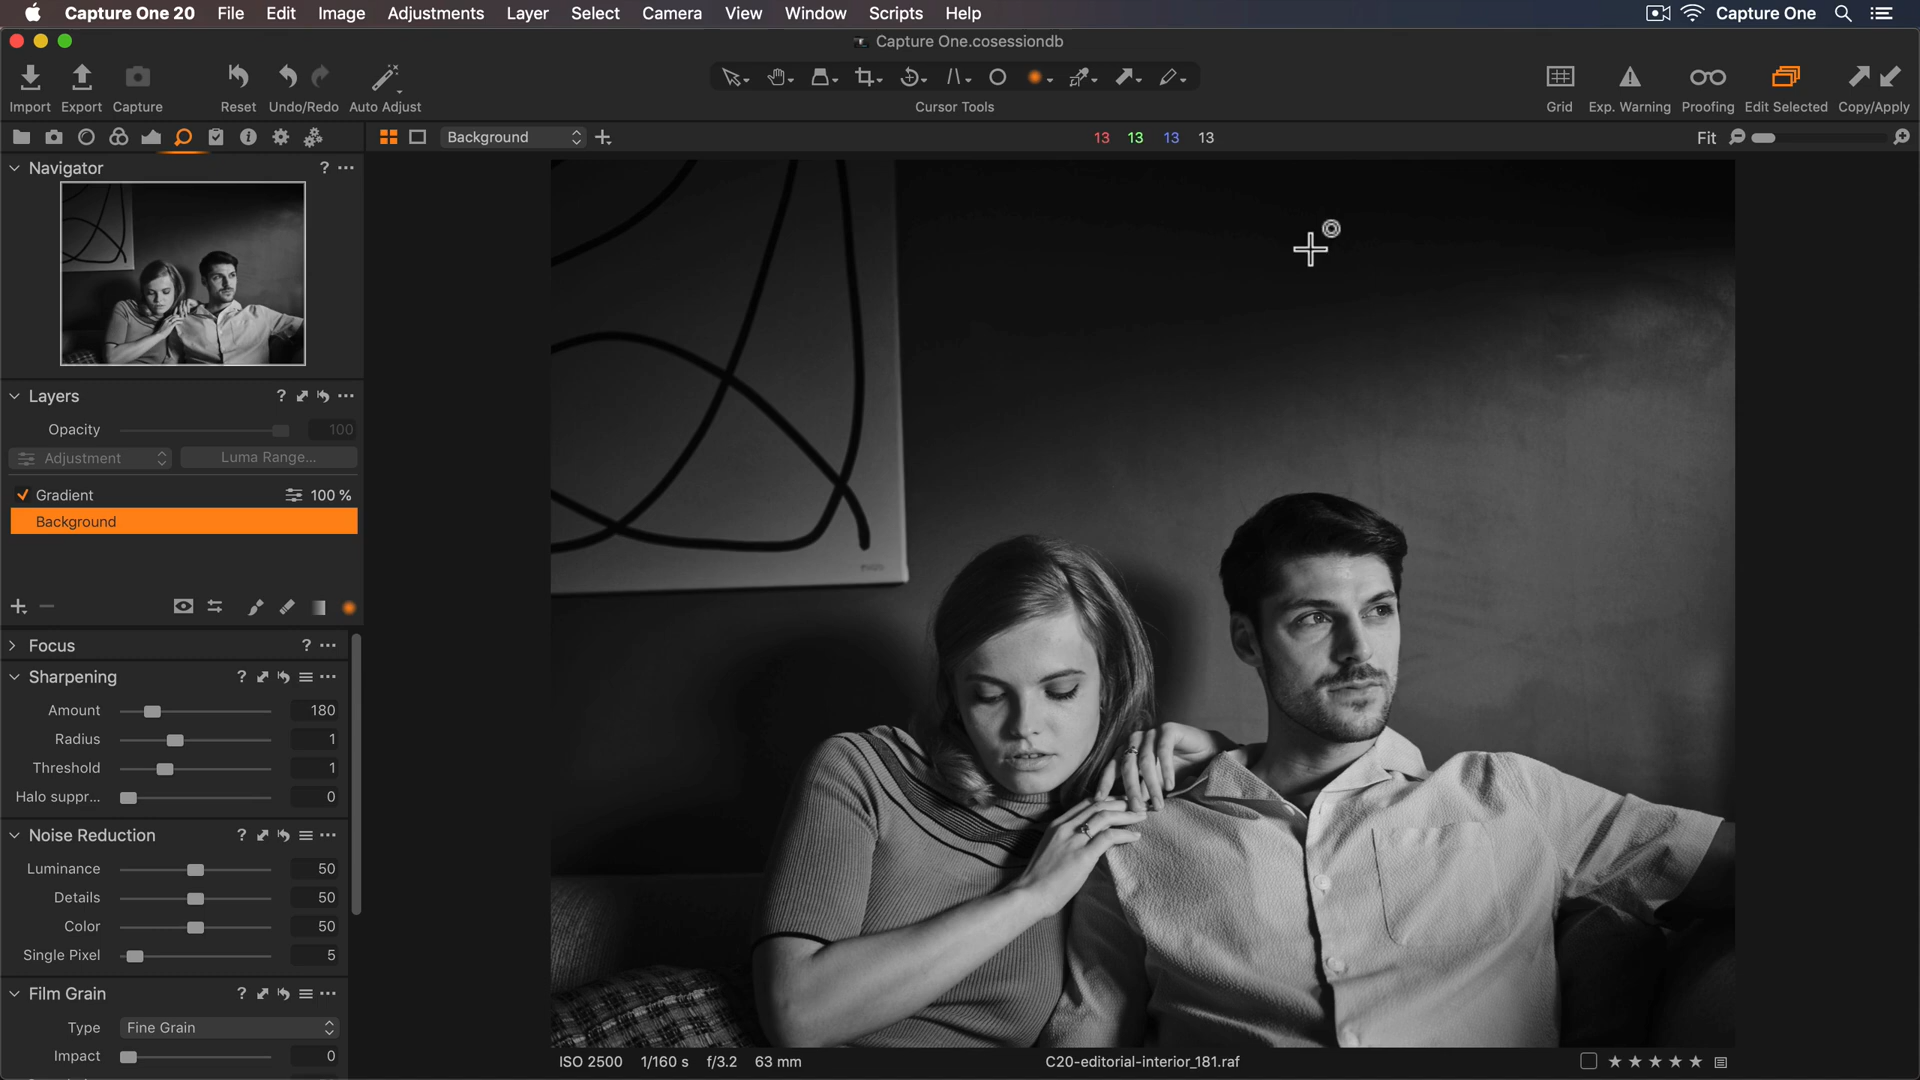 Capture One 20 File Edit Image Adjustments Layer Select Camera View Window Scripts Help Capture One
Capture One.cosessiondb
Import Export Capture Reset Undo/Redo Auto Adjust Cursor Tools Grid Exp. Warning Proofing Edit Selected Copy/Apply
Background 13 13 13 13 Fit
Navigator ?
Layers ?
Opacity 100
Adjustment Luma Range...
Gradient 100 %
Background
Focus ?
Sharpening ?
Amount 180
Radius 1
Threshold 1
Halo suppr... 0
Noise Reduction ?
Luminance 50
Details 50
Color 50
Single Pixel 5
Film Grain ?
Type Fine Grain
Impact 0
ISO 2500 1/160 s f/3.2 63 mm C20-editorial-interior_181.raf